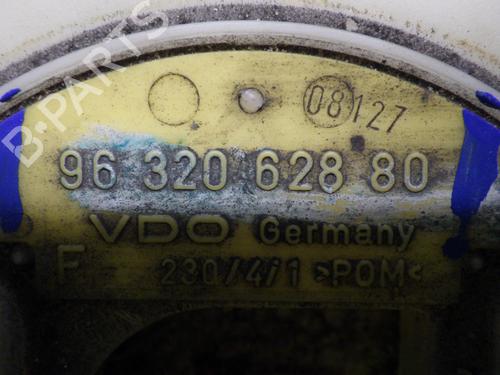 B-PARTS
08127
96 320 628 80
VDO Germany
F 230/4/1 >POM<